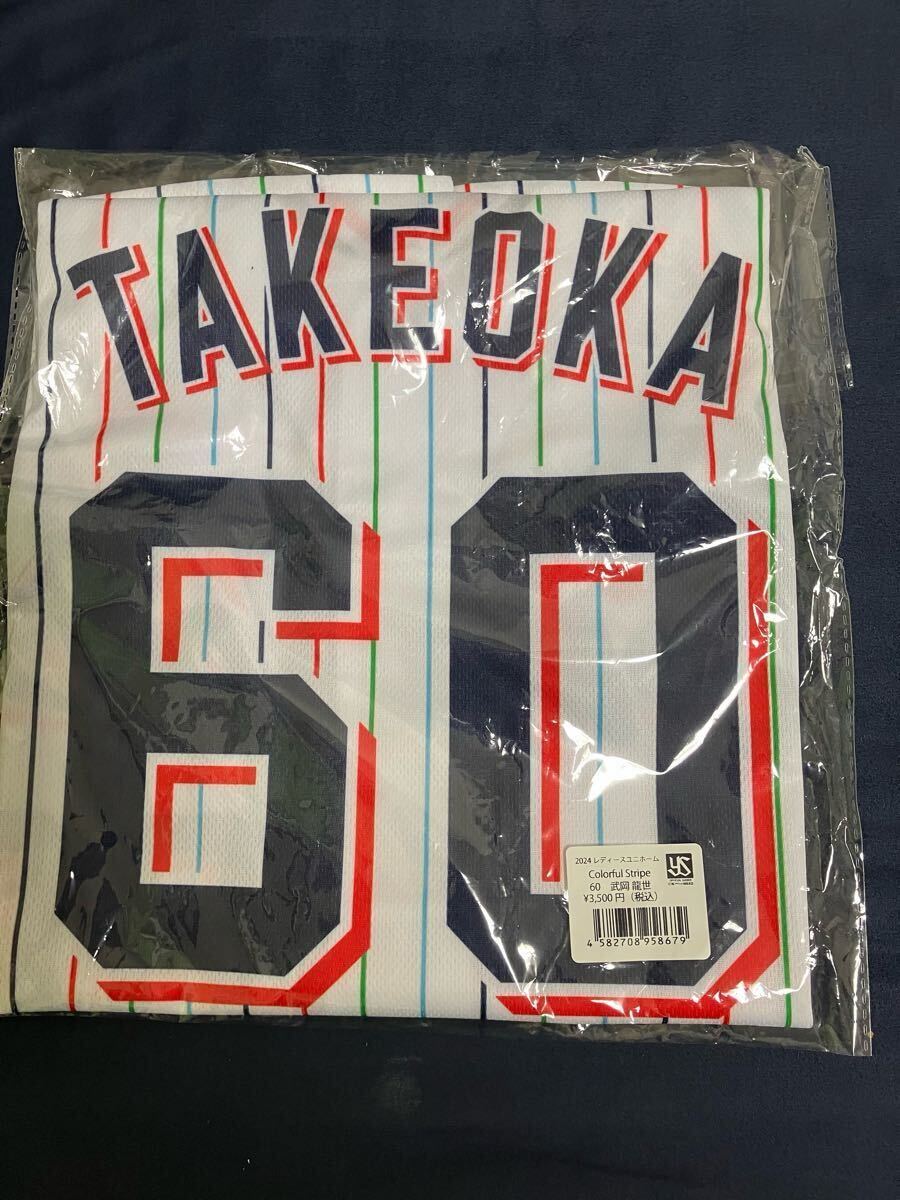 TAKEOKA
60
2024 レディースユニホーム
Colorful Stripe
60 武岡 龍世
¥3,500円（税込）
YS
4 582708 958679